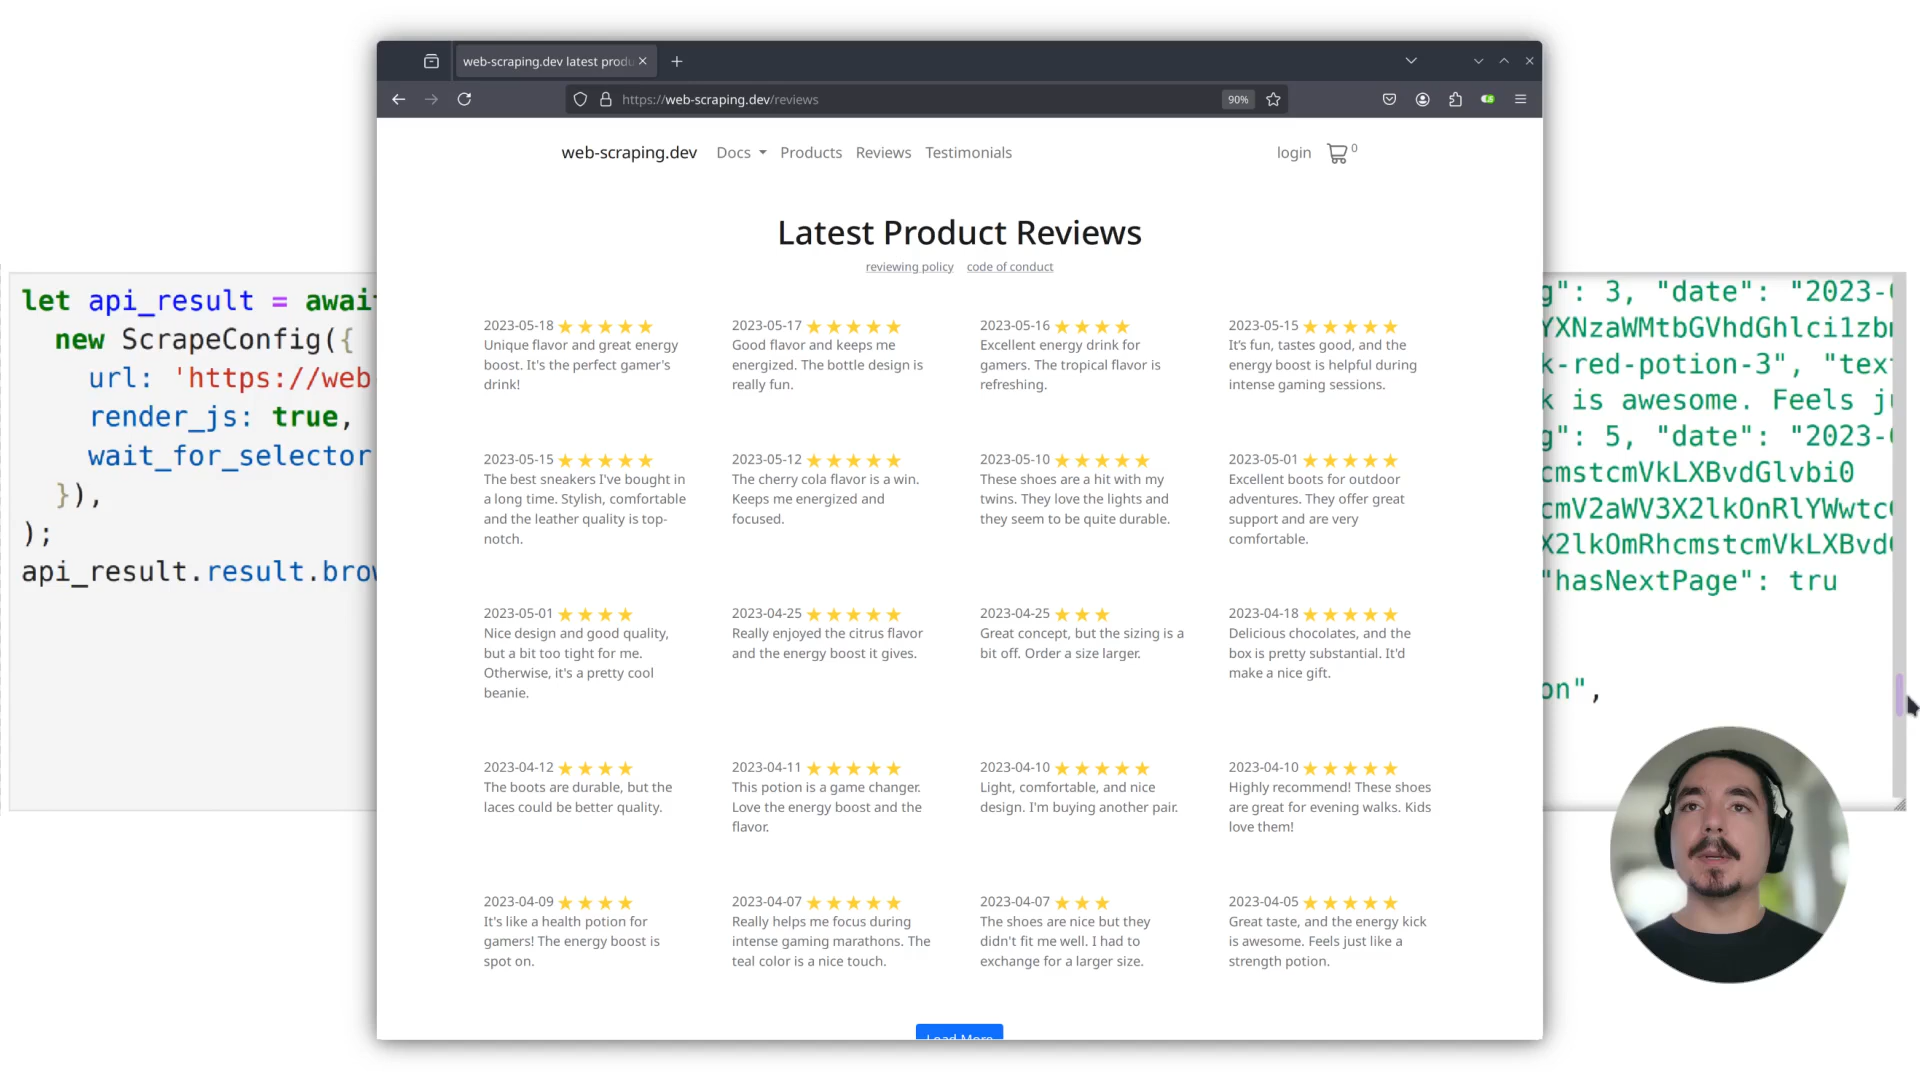 web-scraping.dev latest produ
https://web-scraping.dev/reviews
90%
web-scraping.dev Docs Products Reviews Testimonials login 0
Latest Product Reviews
reviewing policy code of conduct
2023-05-18
Unique flavor and great energy
boost. It's the perfect gamer's
drink!
2023-05-17
Good flavor and keeps me
energized. The bottle design is
really fun.
2023-05-16
Excellent energy drink for
gamers. The tropical flavor is
refreshing.
2023-05-15
It's fun, tastes good, and the
energy boost is helpful during
intense gaming sessions.
2023-05-15
The best sneakers I've bought in
a long time. Stylish, comfortable
and the leather quality is top-
notch.
2023-05-12
The cherry cola flavor is a win.
Keeps me energized and
focused.
2023-05-10
These shoes are a hit with my
twins. They love the lights and
they seem to be quite durable.
2023-05-01
Excellent boots for outdoor
adventures. They offer great
support and are very
comfortable.
2023-05-01
Nice design and good quality,
but a bit too tight for me.
Otherwise, it's a pretty cool
beanie.
2023-04-25
Really enjoyed the citrus flavor
and the energy boost it gives.
2023-04-25
Great concept, but the sizing is a
bit off. Order a size larger.
2023-04-18
Delicious chocolates, and the
box is pretty substantial. It'd
make a nice gift.
2023-04-12
The boots are durable, but the
laces could be better quality.
2023-04-11
This potion is a game changer.
Love the energy boost and the
flavor.
2023-04-10
Light, comfortable, and nice
design. I'm buying another pair.
2023-04-10
Highly recommend! These shoes
are great for evening walks. Kids
love them!
2023-04-09
It's like a health potion for
gamers! The energy boost is
spot on.
2023-04-07
Really helps me focus during
intense gaming marathons. The
teal color is a nice touch.
2023-04-07
The shoes are nice but they
didn't fit me well. I had to
exchange for a larger size.
2023-04-05
Great taste, and the energy kick
is awesome. Feels just like a
strength potion.
Load More
let api_result = awai
new ScrapeConfig({
url: 'https://web
render_js: true,
wait_for_selector
}),
);
api_result.result.brow
g": 3, "date": "2023-
YXNzaWMtbGVhdGhlci1zb
k-red-potion-3", "tex
k is awesome. Feels j
g": 5, "date": "2023-
cmstcmVkLXBvdGlvbi0
cmV2aWV3X2lkOnRlYWwtc
X2lkOmRhcmstcmVkLXBvd
"hasNextPage": tru
on",